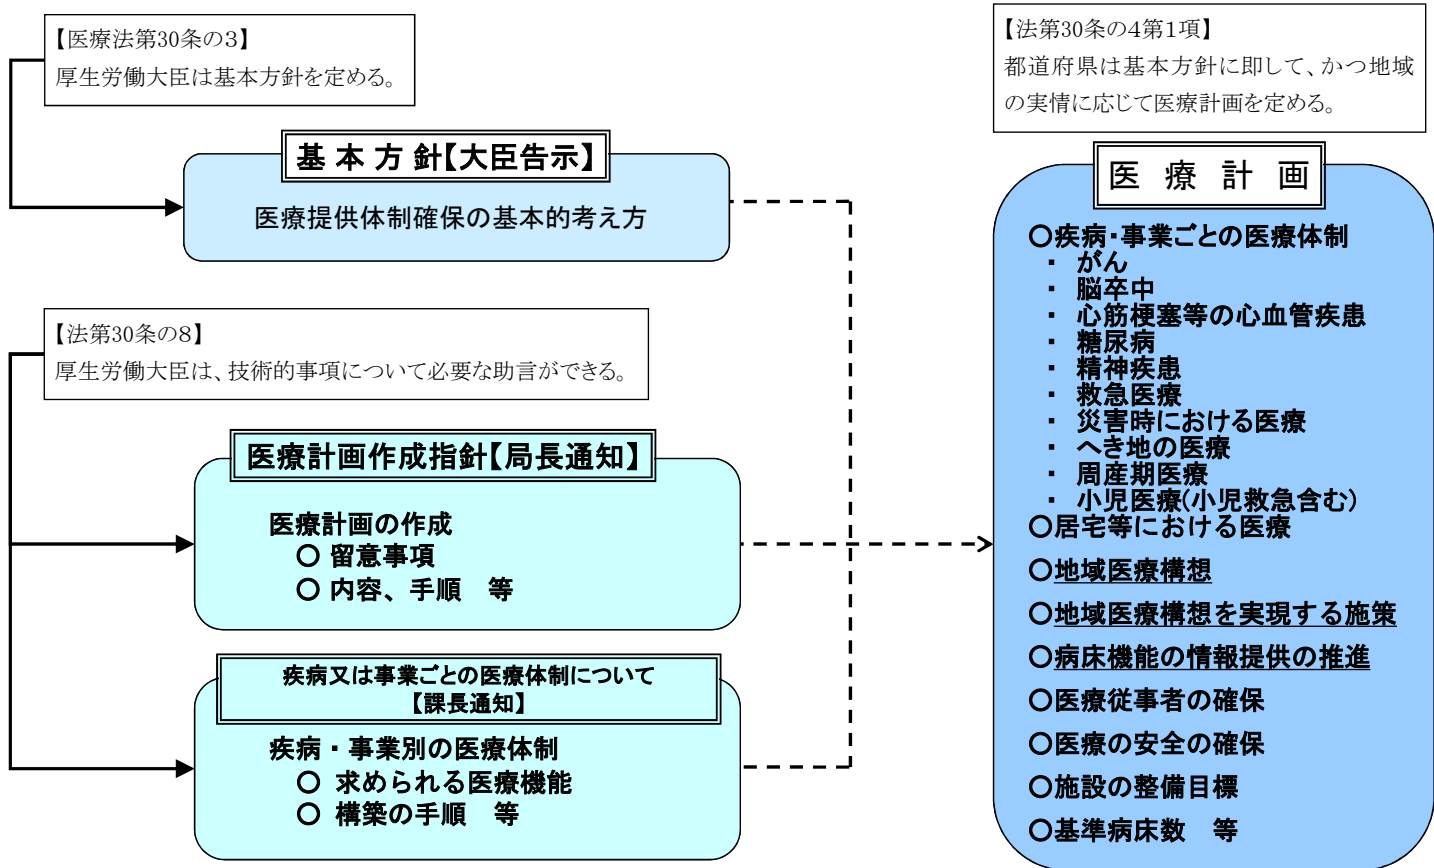 【医療法第30条の3】
厚生労働大臣は基本方針を定める。
基 本 方 針【大臣告示】
医療提供体制確保の基本的考え方
【法第30条の8】
厚生労働大臣は、技術的事項について必要な助言ができる。
医療計画作成指針【局長通知】
医療計画の作成
○ 留意事項
○ 内容、手順　等
疾病又は事業ごとの医療体制について
【課長通知】
疾病・事業別の医療体制
○ 求められる医療機能
○ 構築の手順　等
【法第30条の4第1項】
都道府県は基本方針に即して、かつ地域
の実情に応じて医療計画を定める。
医 療 計 画
○疾病・事業ごとの医療体制
・ がん
・ 脳卒中
・ 心筋梗塞等の心血管疾患
・ 糖尿病
・ 精神疾患
・ 救急医療
・ 災害時における医療
・ へき地の医療
・ 周産期医療
・ 小児医療(小児救急含む)
○居宅等における医療
○地域医療構想
○地域医療構想を実現する施策
○病床機能の情報提供の推進
○医療従事者の確保
○医療の安全の確保
○施設の整備目標
○基準病床数　等